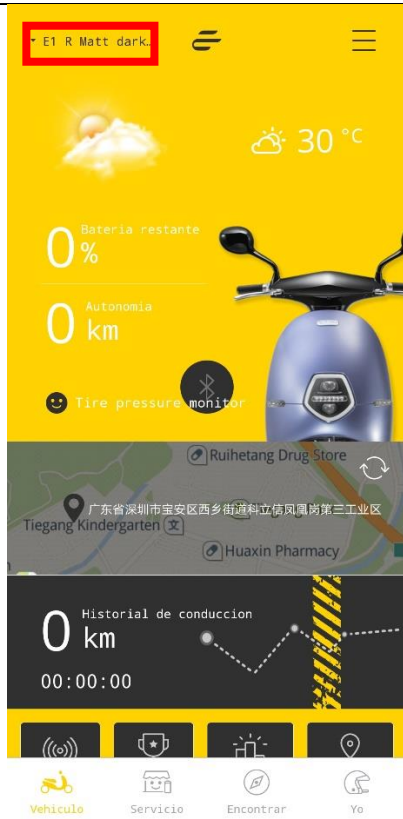 E1 R Matt dark..
30 °C
0 % Bateria restante
0 km Autonomia
Tire pressure monitor
Ruihetang Drug Store
广东省深圳市宝安区西乡街道科立信凤凰岗第三工业区
Tiegang Kindergarten 文
Huaxin Pharmacy
0 km Historial de conduccion
00:00:00
Vehiculo Servicio Encontrar Yo